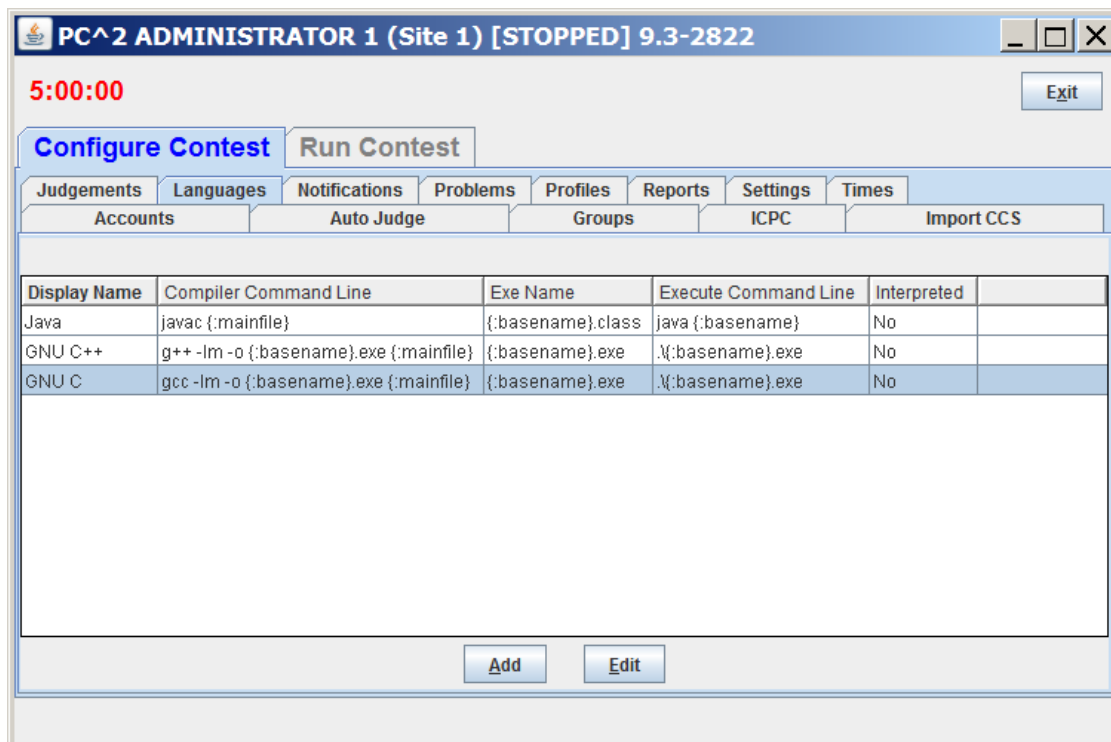 PC^2 ADMINISTRATOR 1 (Site 1) [STOPPED] 9.3-2822
5:00:00 Exit
Configure Contest Run Contest
Judgements Languages Notifications Problems Profiles Reports Settings Times
Accounts Auto Judge Groups ICPC Import CCS
Display Name Compiler Command Line Exe Name Execute Command Line Interpreted
Java javac {:mainfile} {:basename}.class java {:basename} No
GNU C++ g++ -lm -o {:basename}.exe {:mainfile} {:basename}.exe .\{:basename}.exe No
GNU C gcc -lm -o {:basename}.exe {:mainfile} {:basename}.exe .\{:basename}.exe No
Add Edit